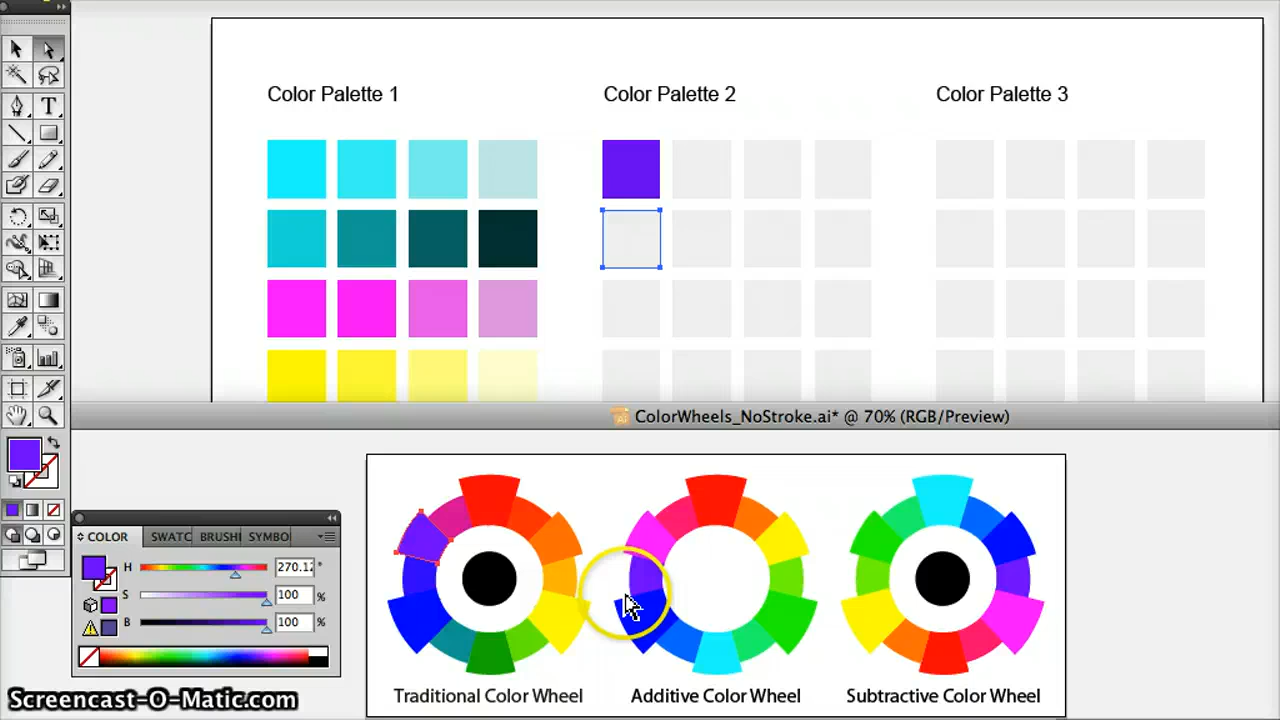 Color Palette 1
Color Palette 2
Color Palette 3
ColorWheels_NoStroke.ai* @ 70% (RGB/Preview)
COLOR SWATC BRUSHI SYMBO
H 270.12 °
S 100 %
B 100 %
Traditional Color Wheel
Additive Color Wheel
Subtractive Color Wheel
Screencast-O-Matic.com